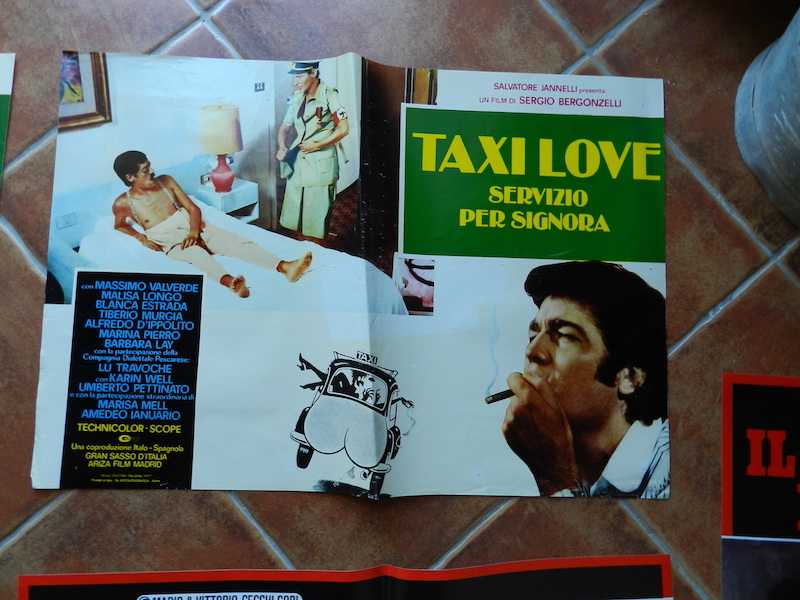 SALVATORE JANNELLI presenta:
UN FILM DI SERGIO BERGONZELLI
TAXI LOVE
SERVIZIO
PER SIGNORA
con MASSIMO VALVERDE
MALISA LONGO
BLANCA ESTRADA
TIBERIO MURGIA
ALFREDO D'IPPOLITO
MARINA PIERRO
BARBARA LAY
con la partecipazione della
Compagnia Dialettale Pescarese:
LU TRAVOCHE
con KARIN WELL
UMBERTO PETTINATO
e con la partecipazione straordinaria di
MARISA MELL
AMEDEO IANUARIO
TECHNICOLOR - SCOPE
Una coproduzione Italo - Spagnola
GRAN SASSO D'ITALIA
ARIZA FILM MADRID
TAXI
IL
MARIO & VITTORIO CECCHI GORI